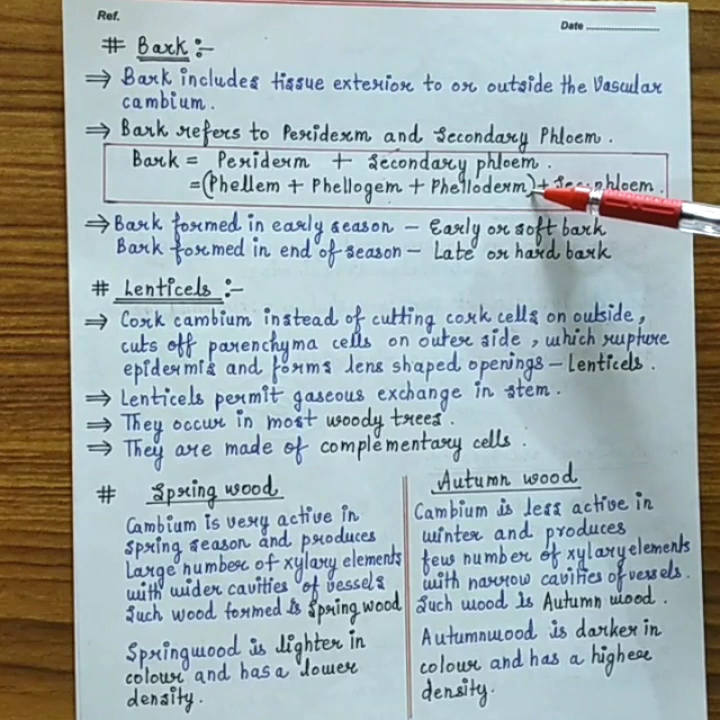 Ref.
Date
# Bark :-
⇒ Bark includes tissue exterior to or outside the Vascular
cambium.
⇒ Bark refers to Periderm and Secondary Phloem.
Bark = Periderm + Secondary phloem.
=(Phellem + Phellogem + Phelloderm) + phloem.
⇒ Bark formed in early season - Early or soft bark
Bark formed in end of season - Late or hard bark
# Lenticels :-
⇒ Cork cambium instead of cutting cork cells on outside,
cuts off parenchyma cells on outer side, which rupture
epidermis and forms lens shaped openings - Lenticels.
⇒ Lenticels permit gaseous exchange in stem.
⇒ They occur in most woody trees.
⇒ They are made of complementary cells.
# Spring wood
Cambium is very active in
Spring season and produces
Large number of xylary elements
with wider cavities of vessels
Such wood formed is Spring wood
Springwood is lighter in
colour and has a lower
density.
Autumn wood
Cambium is less active in
winter and produces
few number of xylary elements
with narrow cavities of vessels.
Such wood is Autumn wood.
Autumnwood is darker in
colour and has a higher
density.